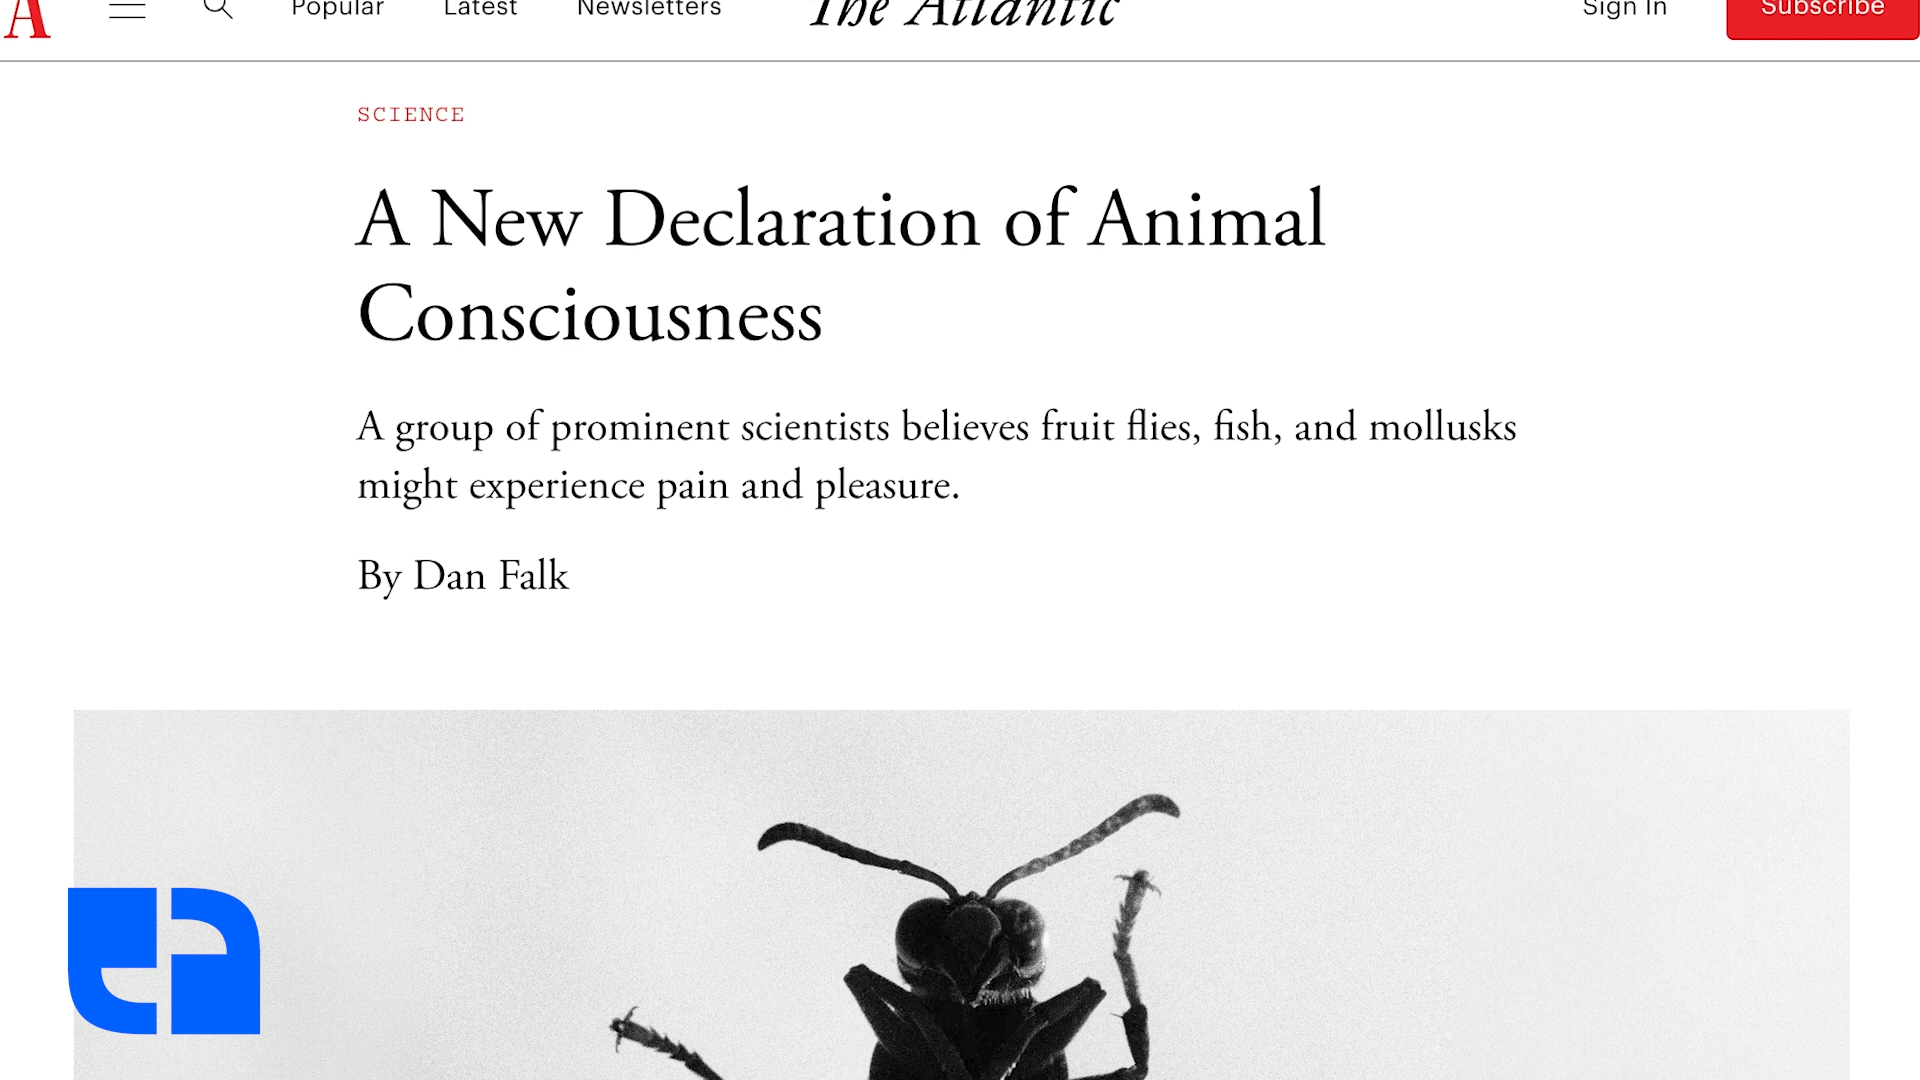 A
Popular
Latest
Newsletters
The Atlantic
Sign In
Subscribe
SCIENCE
A New Declaration of Animal
Consciousness
A group of prominent scientists believes fruit flies, fish, and mollusks
might experience pain and pleasure.
By Dan Falk